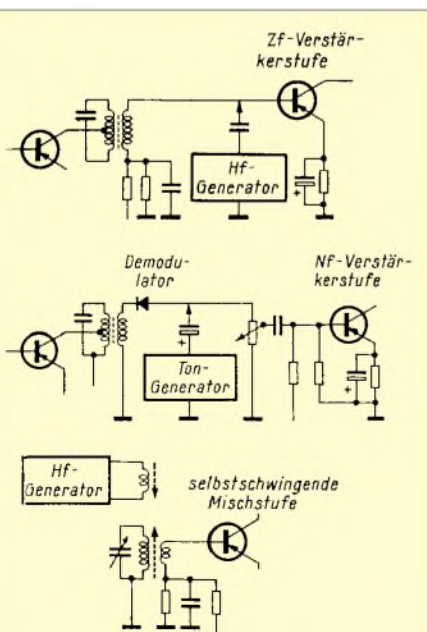 Zf-Verstär-
kerstufe
Hf-
Generator
+
Demodu-
lator
Nf-Verstär-
kerstufe
Ton-
Generator
+
+
Hf-
Generator
selbstschwingende
Mischstufe